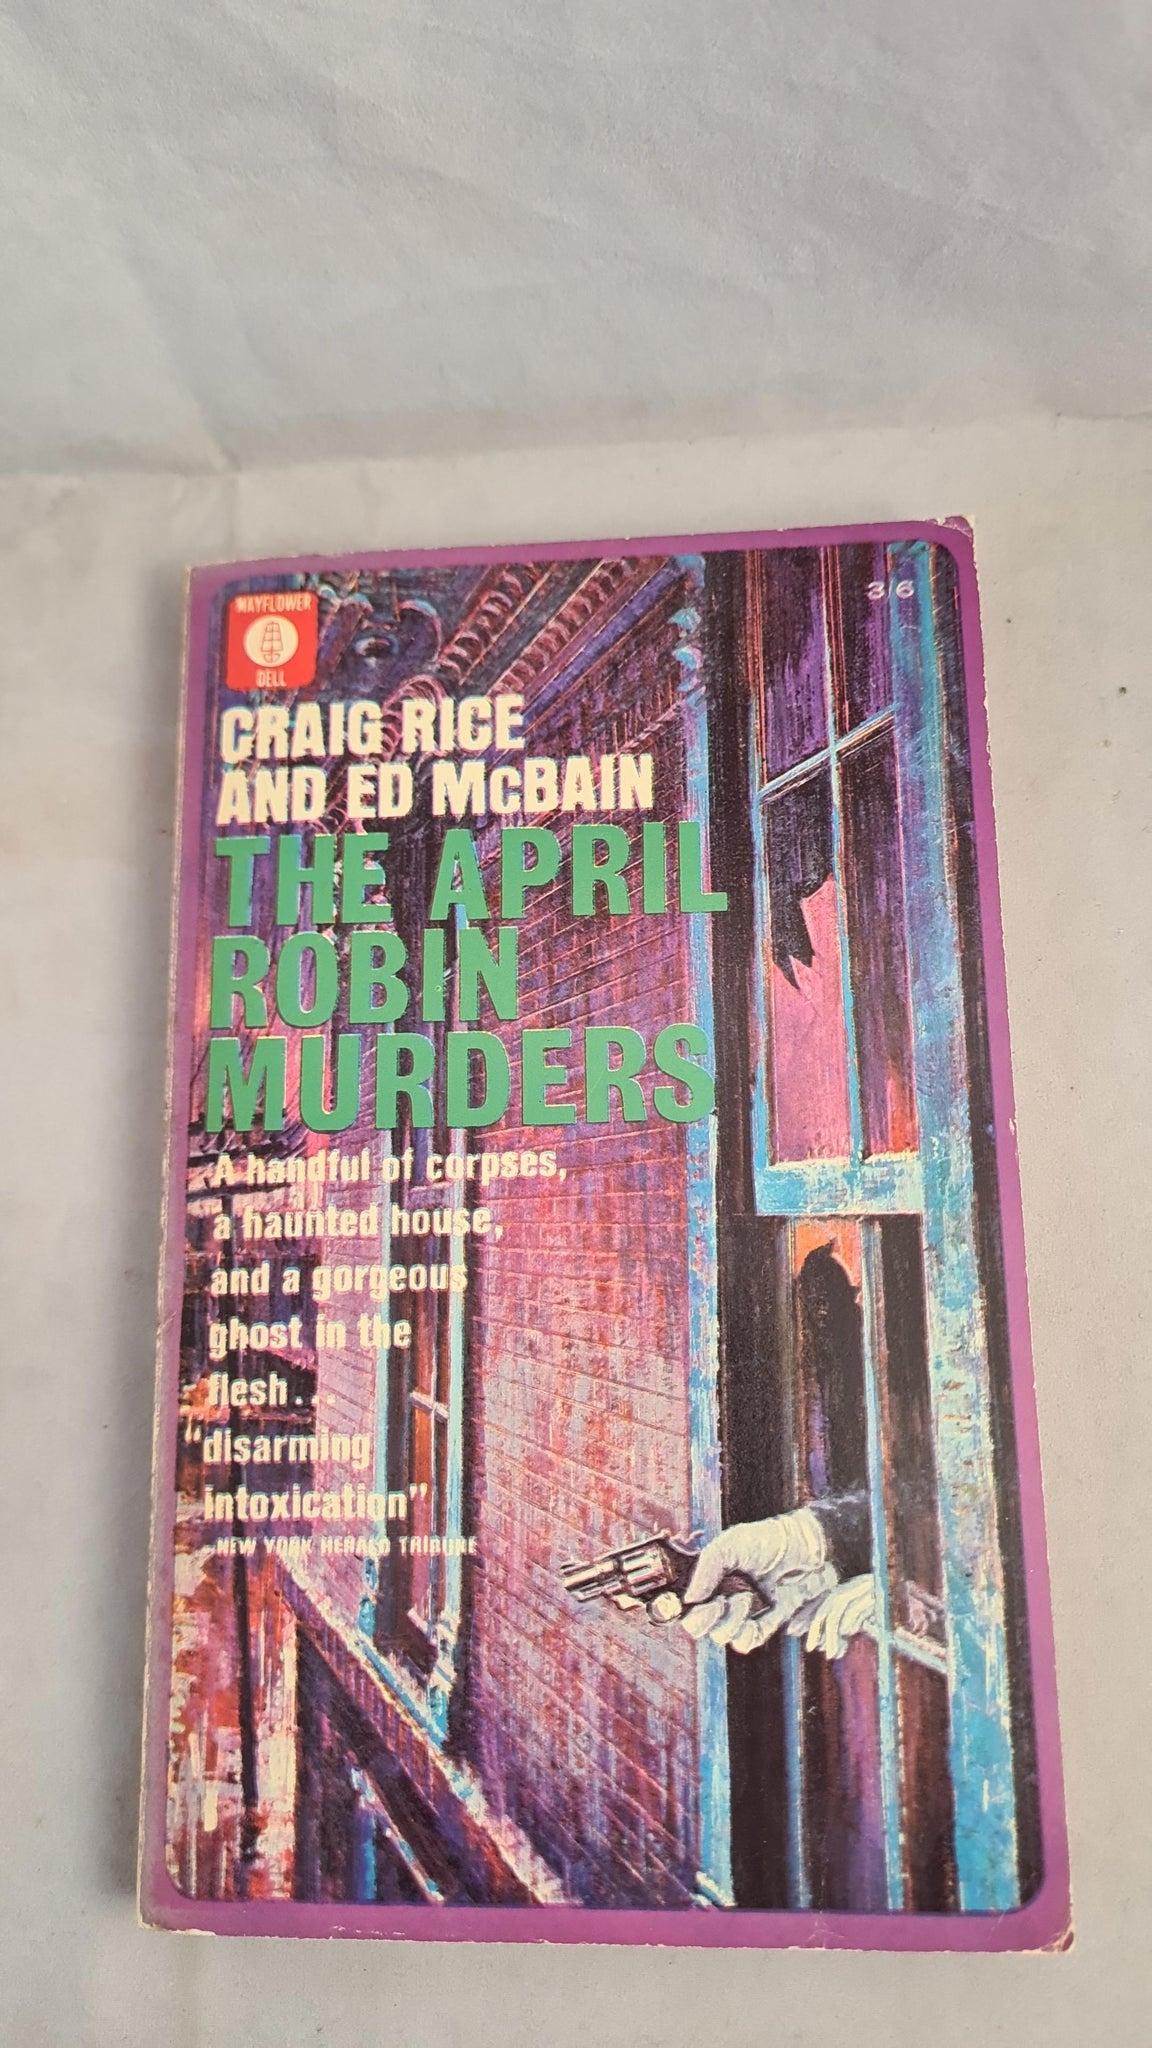 MAYFLOWER
DELL
3/6
CRAIG RICE
AND ED McBAIN
THE APRIL
ROBIN
MURDERS
A handful of corpses,
a haunted house,
and a gorgeous
ghost in the
flesh...
"disarming
intoxication"
-NEW YORK HERALD TRIBUNE